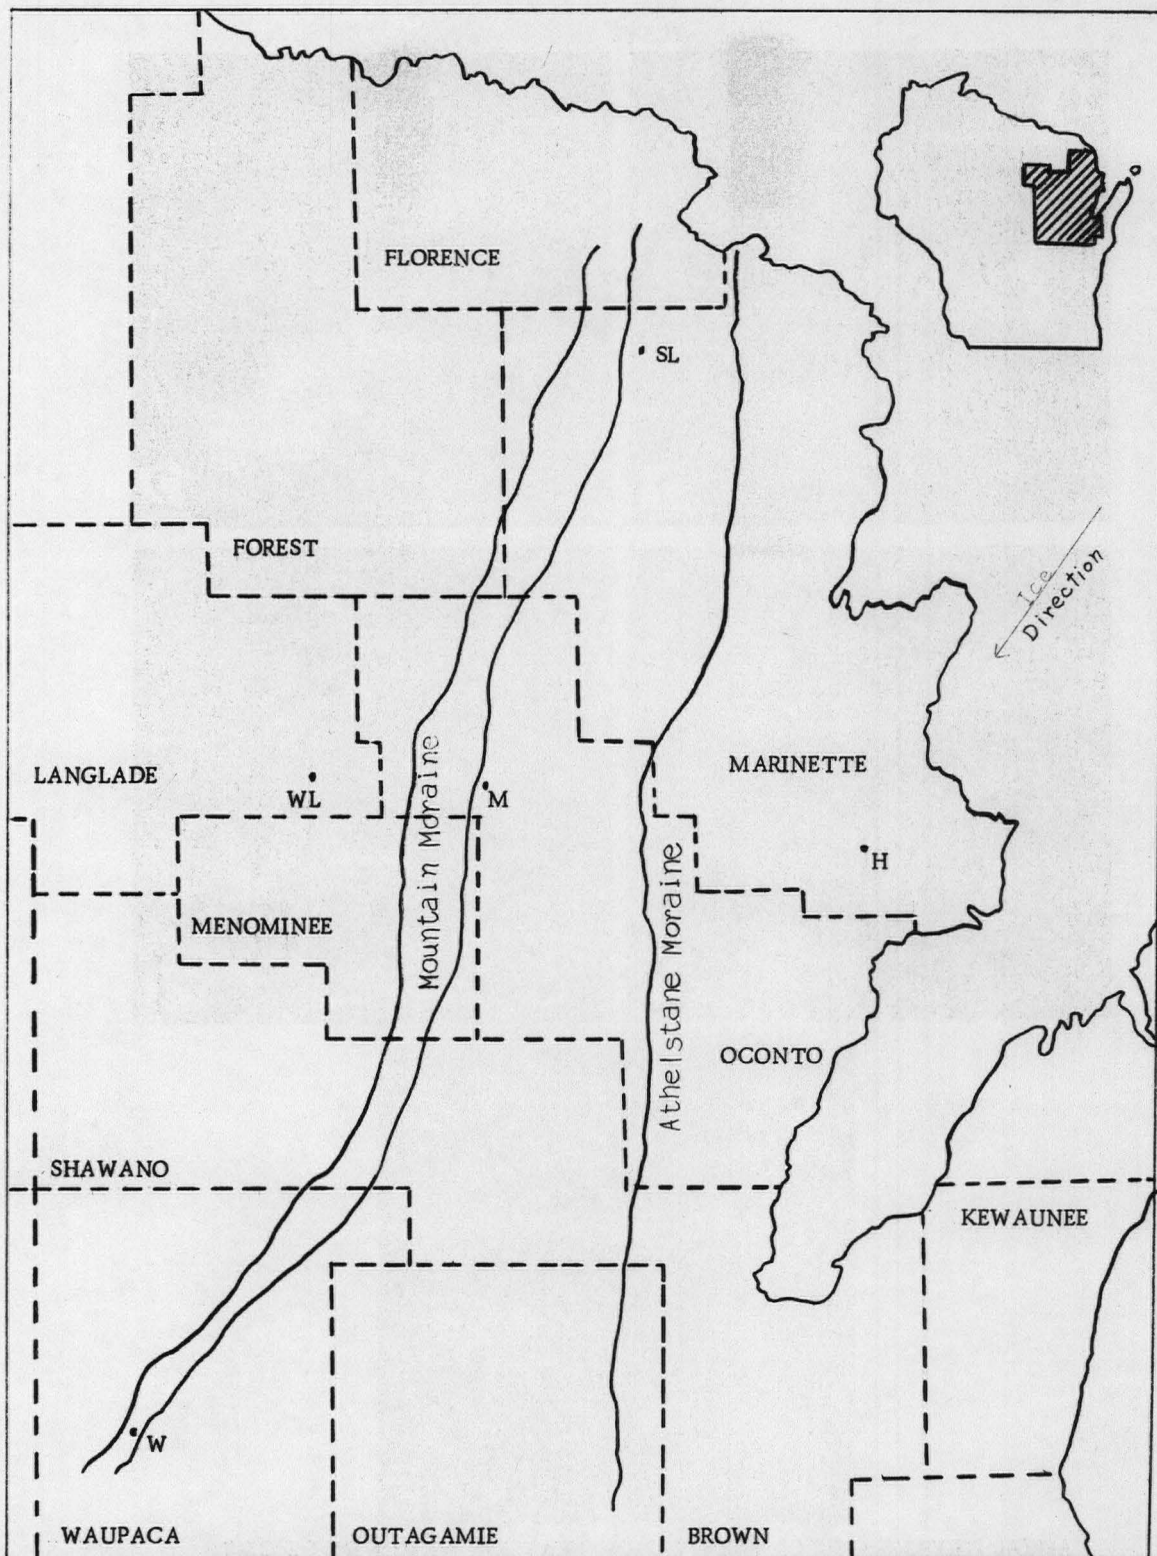 FLORENCE
SL
FOREST
Ice
Direction
LANGLADE
WL
M
MARINETTE
H
Mountain Moraine
Athelstane Moraine
MENOMINEE
OCONTO
SHAWANO
KEWAUNEE
W
WAUPACA
OUTAGAMIE
BROWN